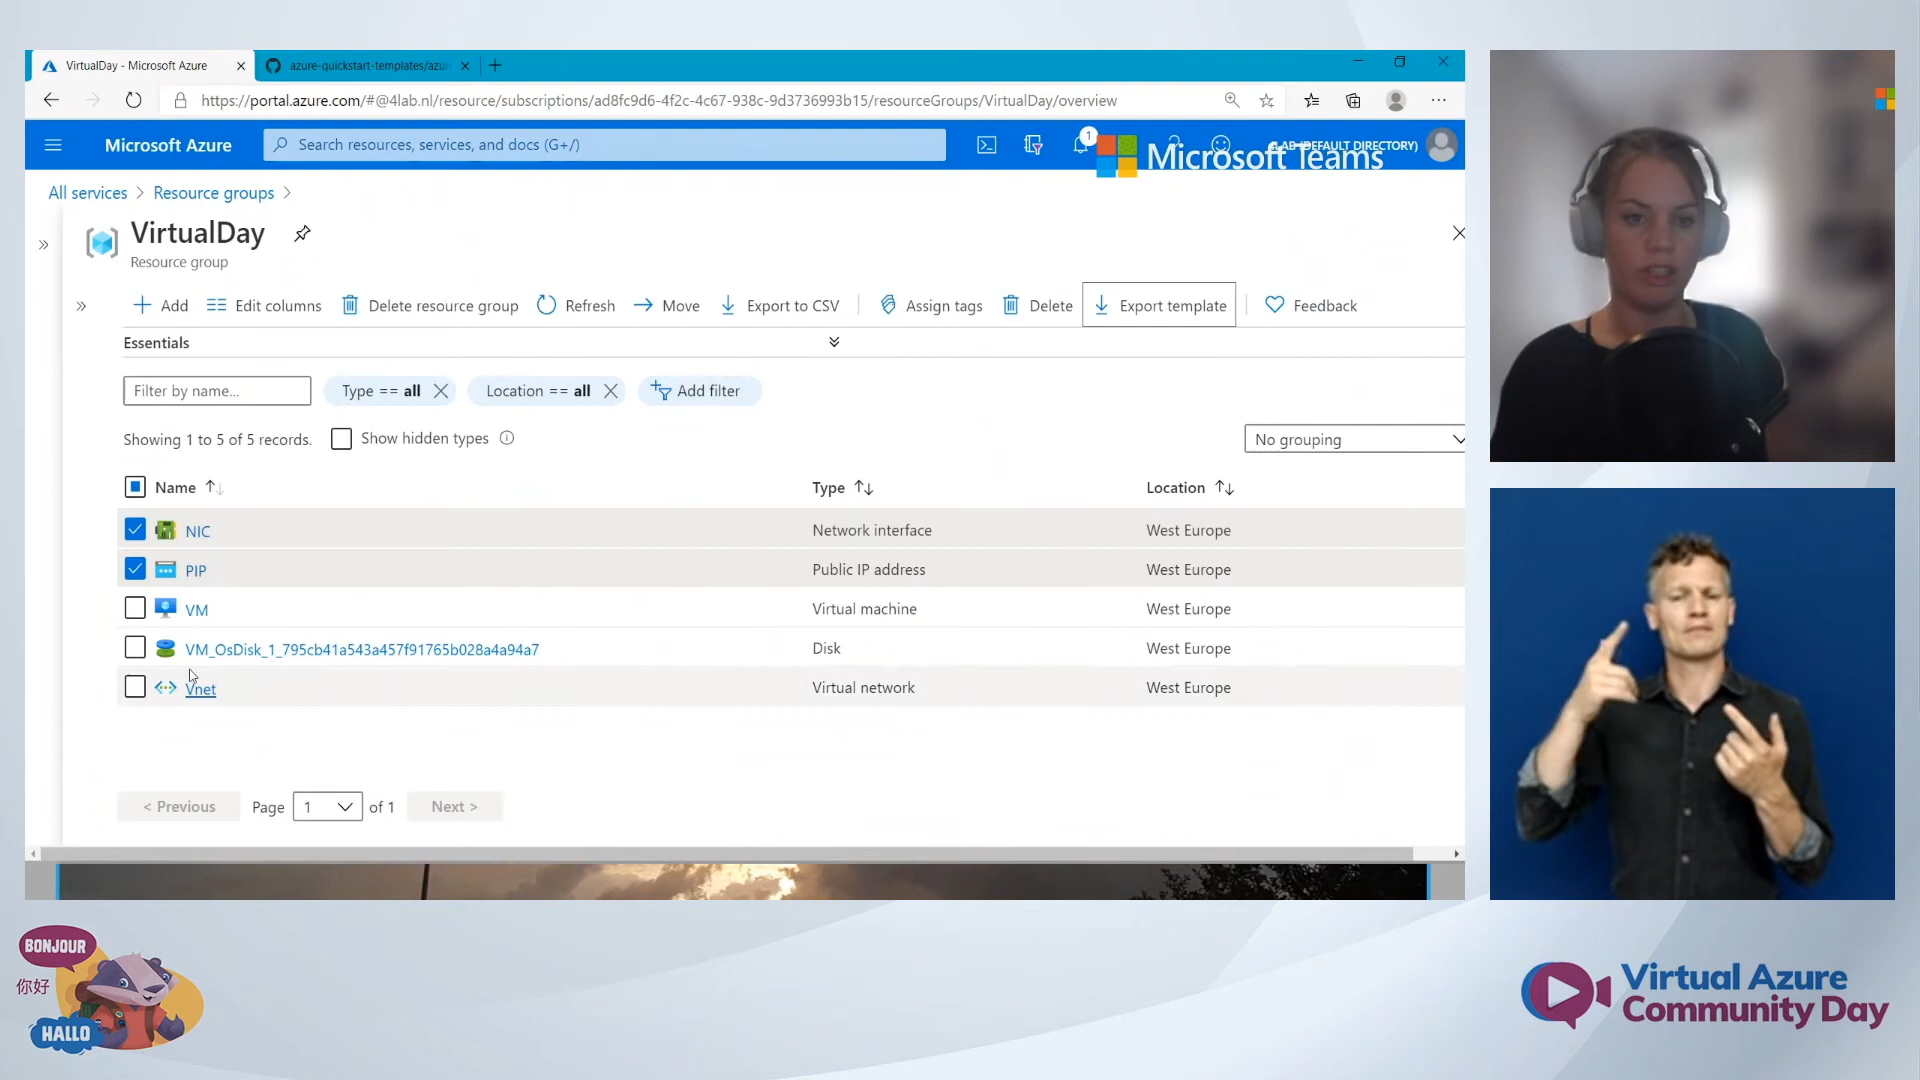 VirtualDay - Microsoft Azure
azure-quickstart-templates/azur
https://portal.azure.com/#@4lab.nl/resource/subscriptions/ad8fc9d6-4f2c-4c67-938c-9d3736993b15/resourceGroups/VirtualDay/overview
Microsoft Azure
Search resources, services, and docs (G+/)
1
4LAB (DEFAULT DIRECTORY)
Microsoft Teams
All services > Resource groups >
VirtualDay
Resource group
Add
Edit columns
Delete resource group
Refresh
Move
Export to CSV
Assign tags
Delete
Export template
Feedback
Essentials
Filter by name...
Type == all
Location == all
Add filter
Showing 1 to 5 of 5 records.
Show hidden types
No grouping
Name
Type
Location
NIC
Network interface
West Europe
PIP
Public IP address
West Europe
VM
Virtual machine
West Europe
VM_OsDisk_1_795cb41a543a457f91765b028a4a94a7
Disk
West Europe
Vnet
Virtual network
West Europe
< Previous
Page
1
of 1
Next >
BONJOUR
你好
HALLO
Virtual Azure
Community Day